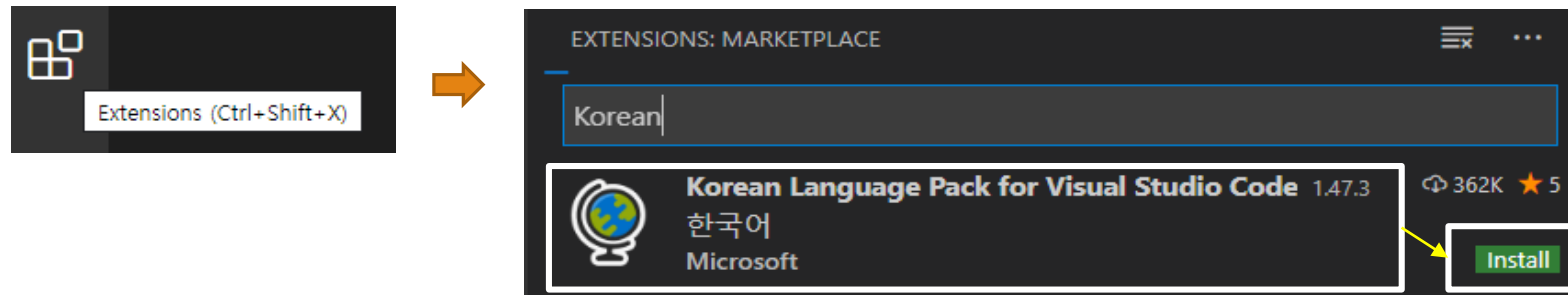 Extensions (Ctrl+Shift+X)
EXTENSIONS: MARKETPLACE
Korean
Korean Language Pack for Visual Studio Code 1.47.3
362K ★ 5
한국어
Microsoft
Install